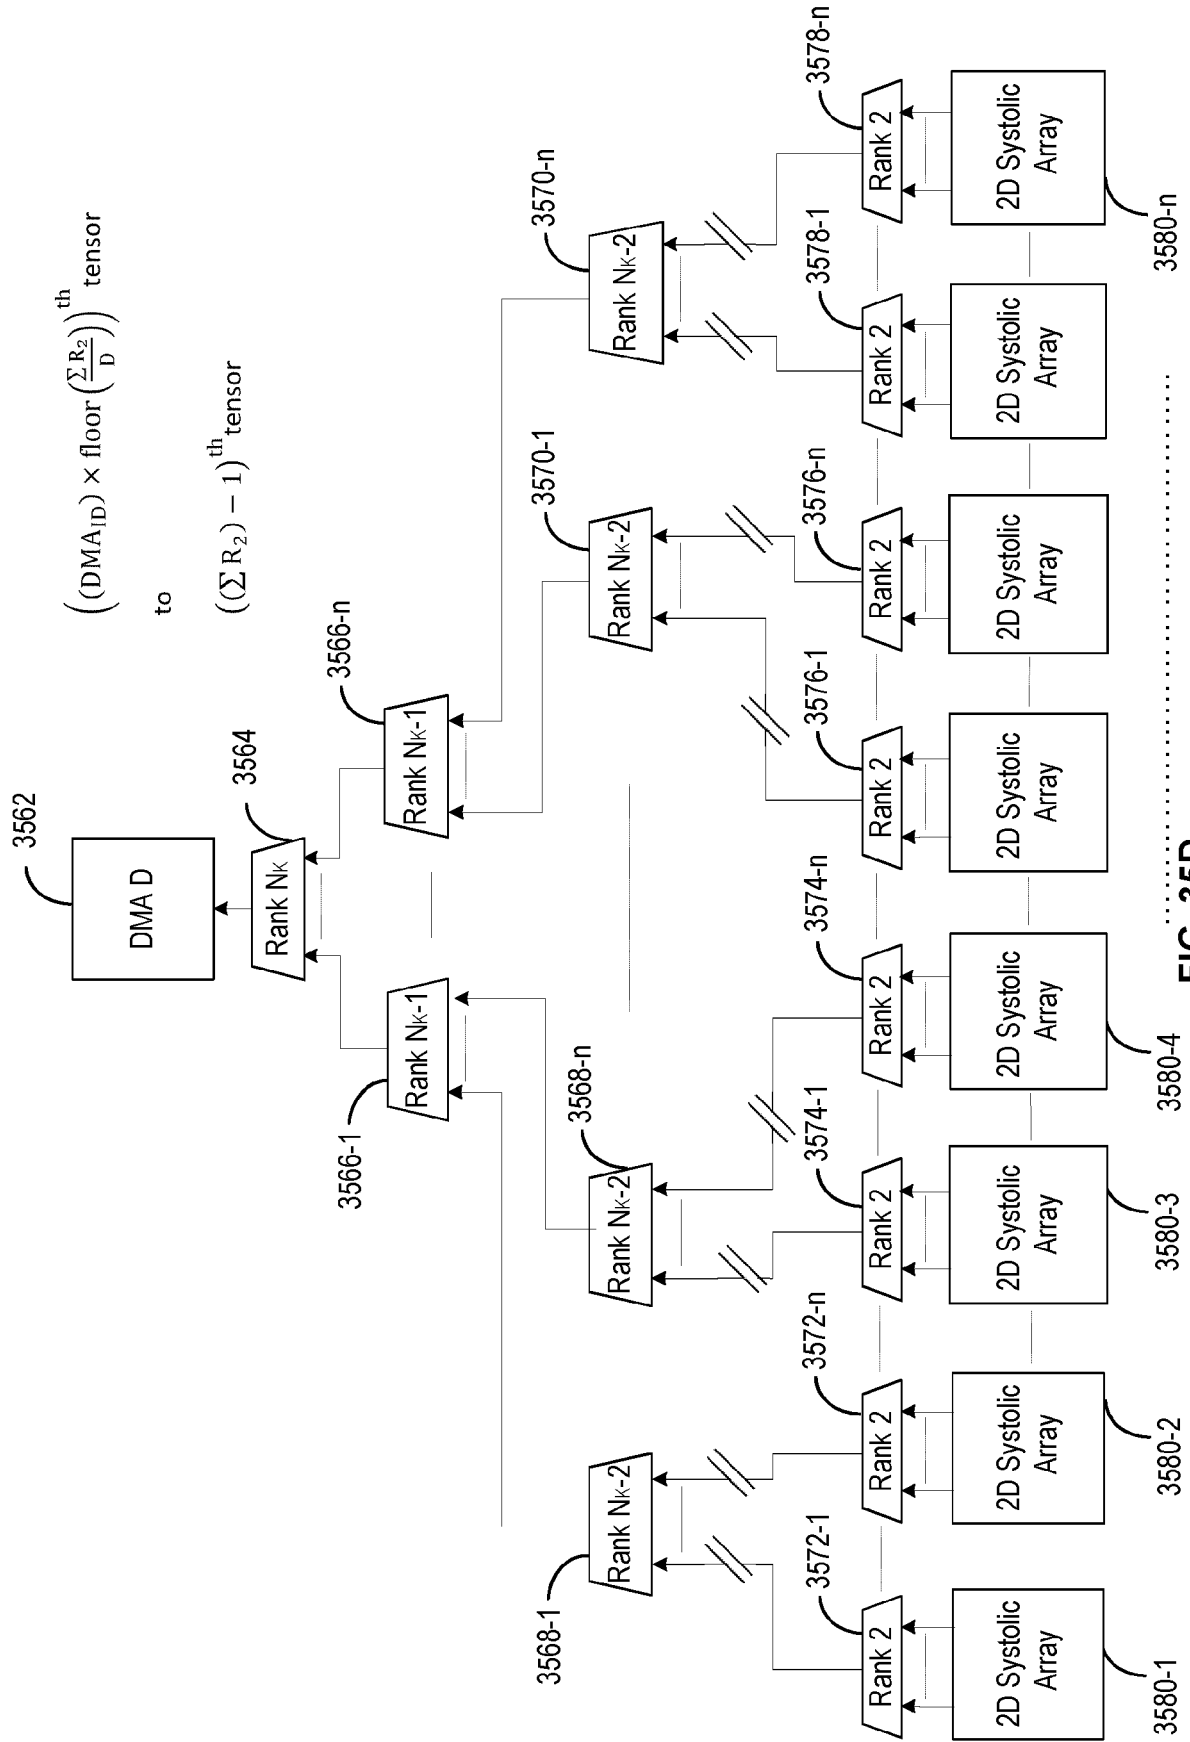 3562
DMA D
((DMA_ID) × floor (ΣR₂/D))^th tensor
to
((ΣR₂) − 1)^th tensor
3564
Rank NK
3566-1
Rank NK-1
3566-n
Rank NK-1
3568-1
Rank NK-2
3568-n
Rank NK-2
3570-1
Rank NK-2
3570-n
Rank NK-2
3572-1
Rank 2
3572-n
Rank 2
3574-1
Rank 2
3574-n
Rank 2
3576-1
Rank 2
3576-n
Rank 2
3578-1
Rank 2
3578-n
Rank 2
2D Systolic
Array
2D Systolic
Array
2D Systolic
Array
2D Systolic
Array
2D Systolic
Array
2D Systolic
Array
2D Systolic
Array
2D Systolic
Array
3580-1
3580-2
3580-3
3580-4
3580-n
FIG. 35D